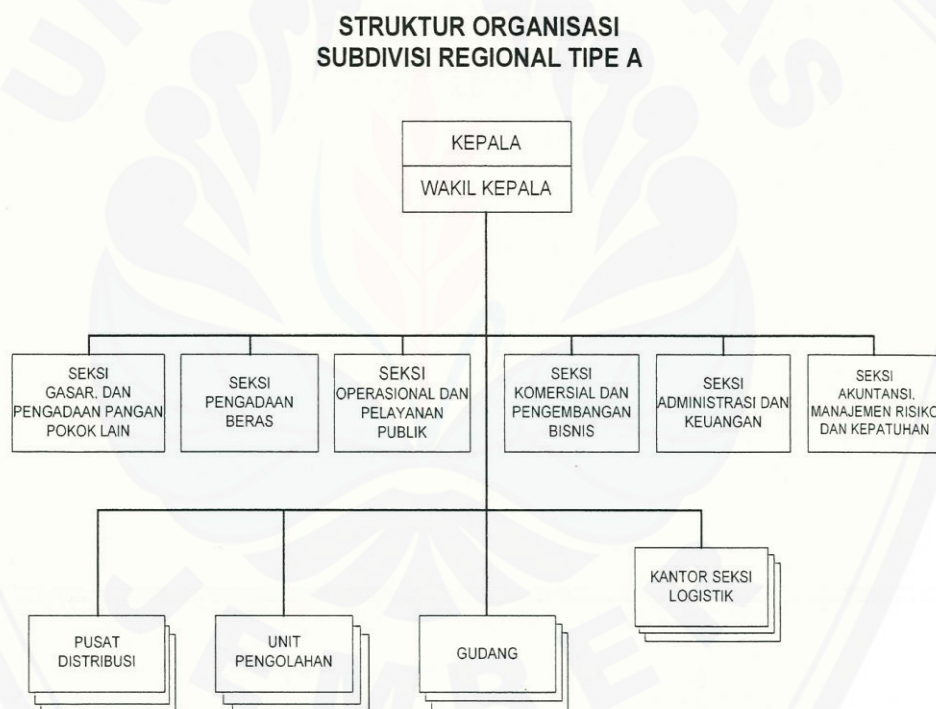 STRUKTUR ORGANISASI
SUBDIVISI REGIONAL TIPE A
KEPALA
WAKIL KEPALA
SEKSI
GASAR, DAN
PENGADAAN PANGAN
POKOK LAIN
SEKSI
PENGADAAN
BERAS
SEKSI
OPERASIONAL DAN
PELAYANAN
PUBLIK
SEKSI
KOMERSIAL DAN
PENGEMBANGAN
BISNIS
SEKSI
ADMINISTRASI DAN
KEUANGAN
SEKSI
AKUNTANSI,
MANAJEMEN RISIKO
DAN KEPATUHAN
KANTOR SEKSI
LOGISTIK
PUSAT
DISTRIBUSI
UNIT
PENGOLAHAN
GUDANG
JEMBER